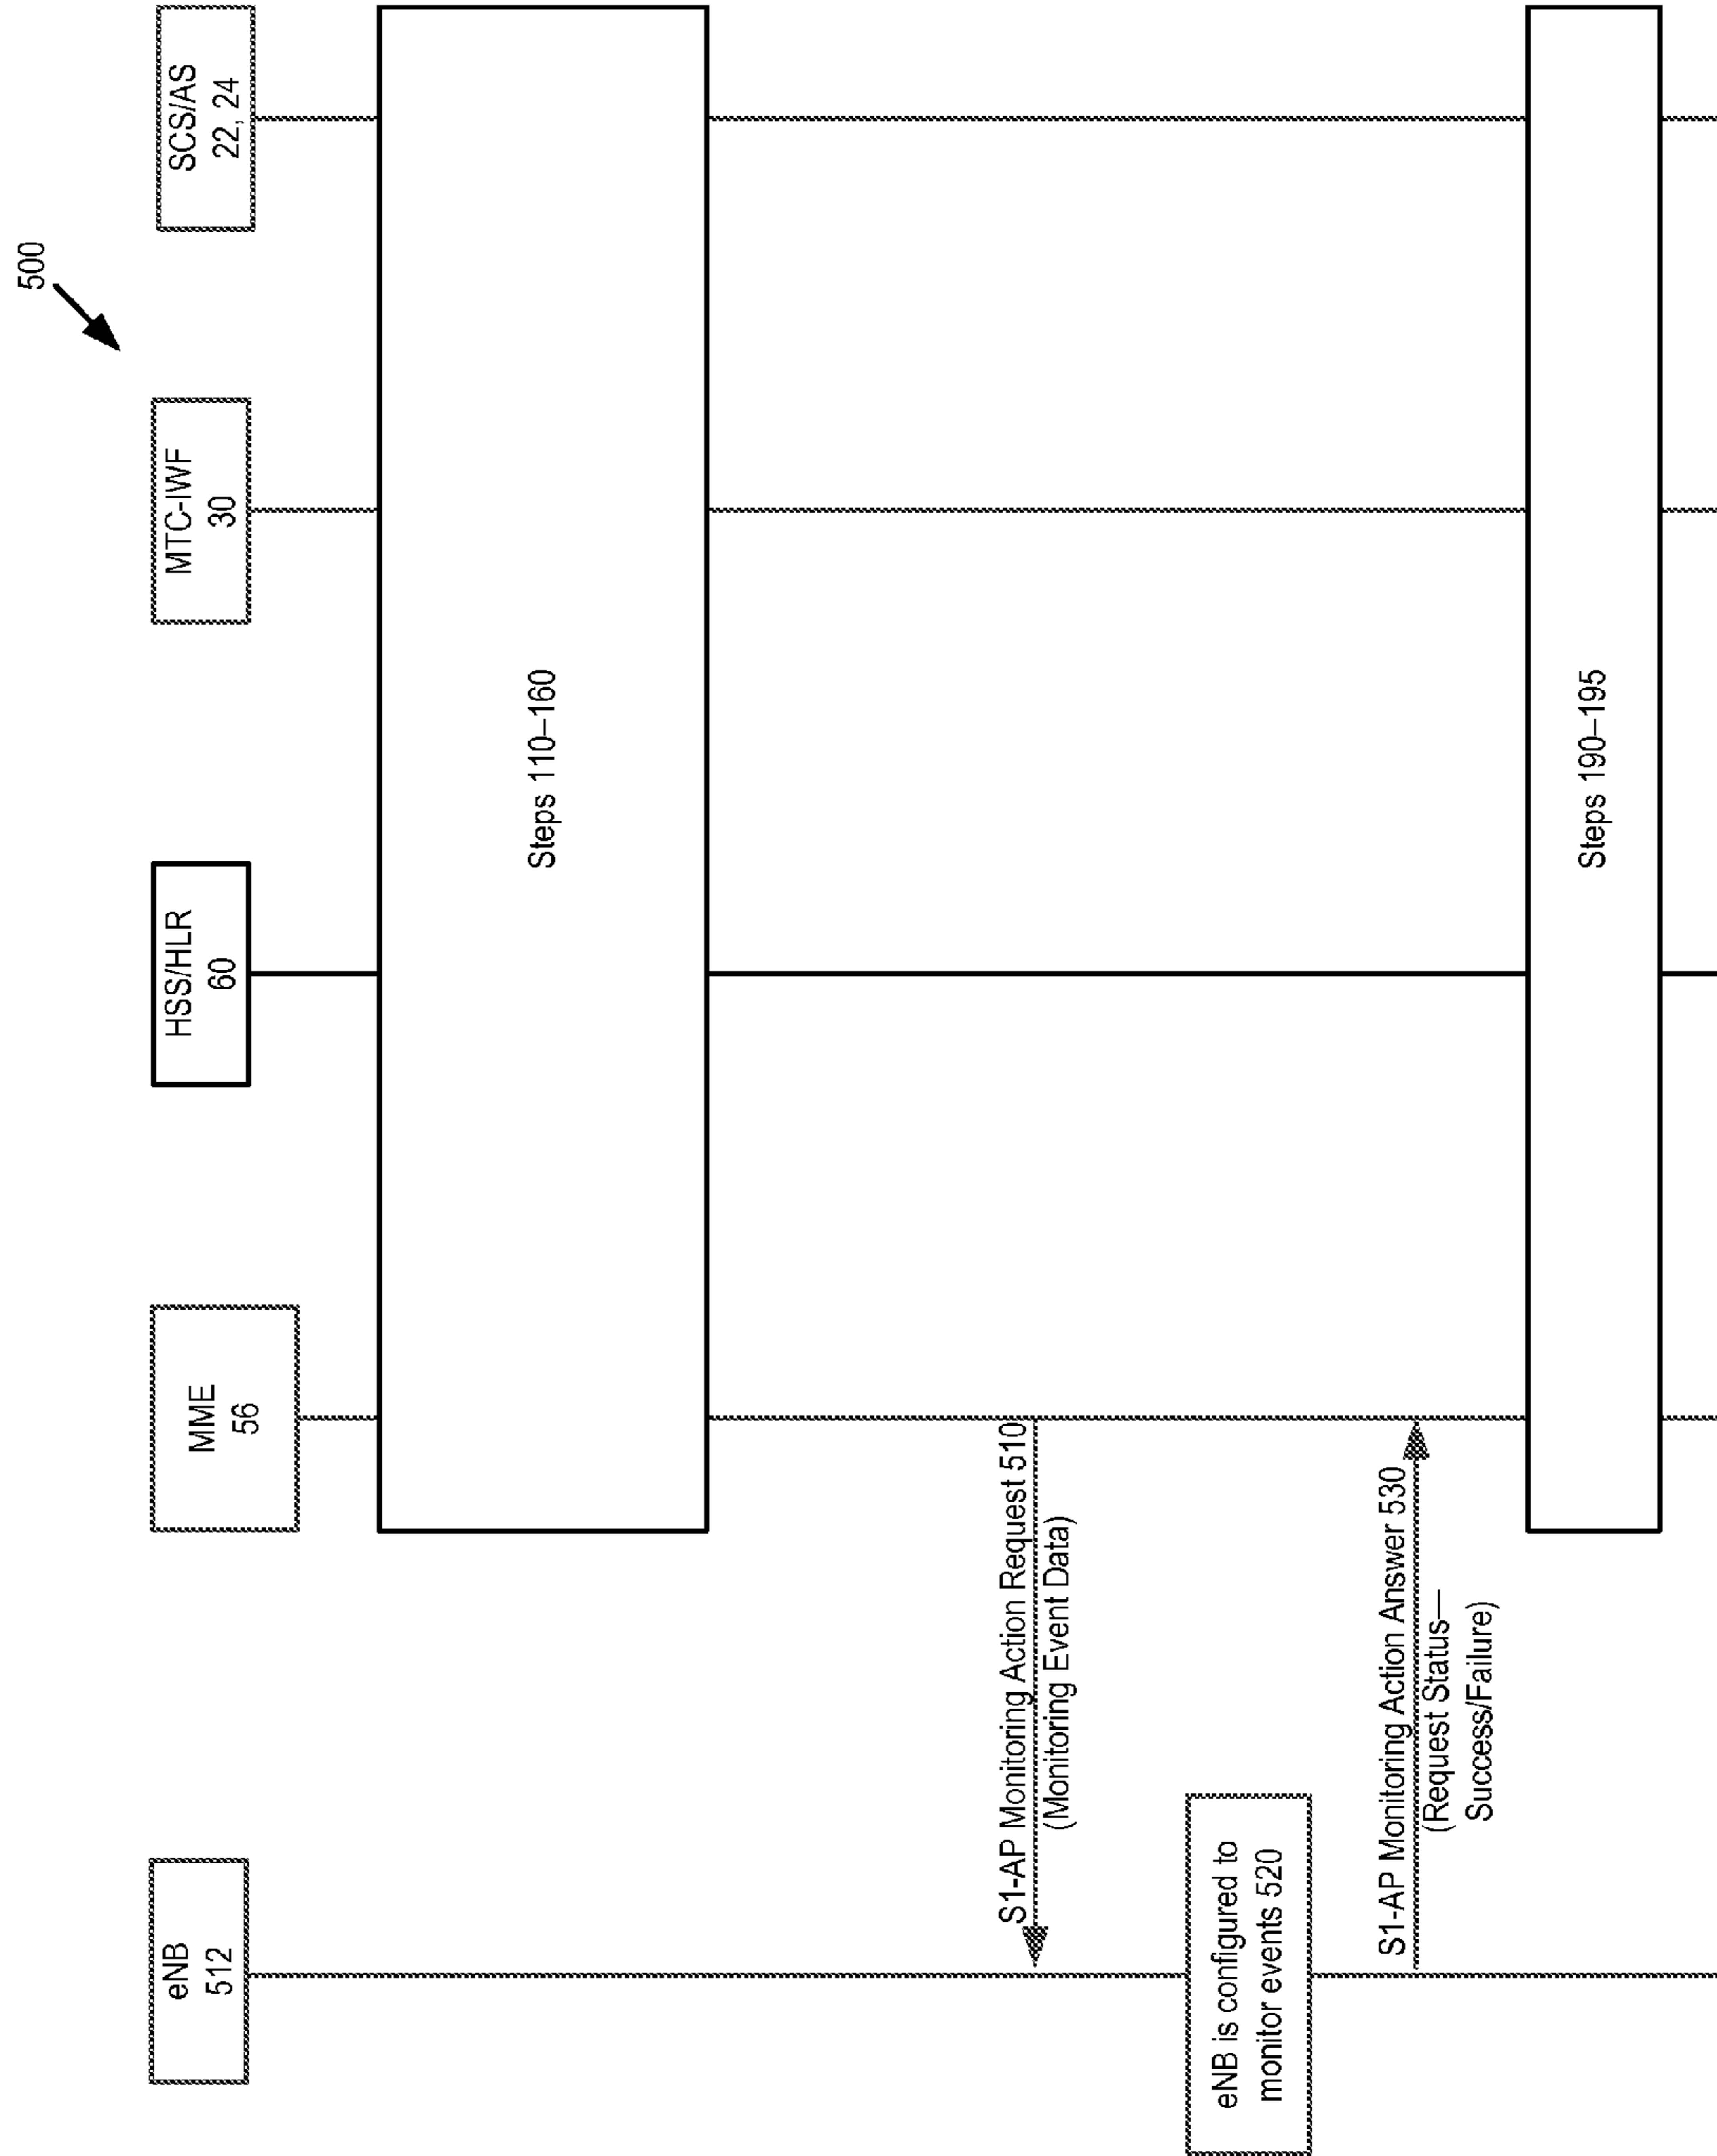 500
eNB
512
MME
56
HSS/HLR
60
MTC-IWF
30
SCS/AS
22, 24
Steps 110–160
S1-AP Monitoring Action Request 510
(Monitoring Event Data)
eNB is configured to
monitor events 520
S1-AP Monitoring Action Answer 530
(Request Status—
Success/Failure)
Steps 190–195